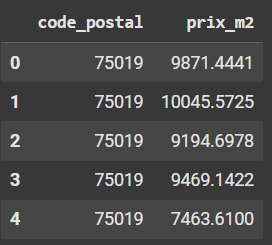 code_postal prix_m2
0 75019 9871.4441
1 75019 10045.5725
2 75019 9194.6978
3 75019 9469.1422
4 75019 7463.6100